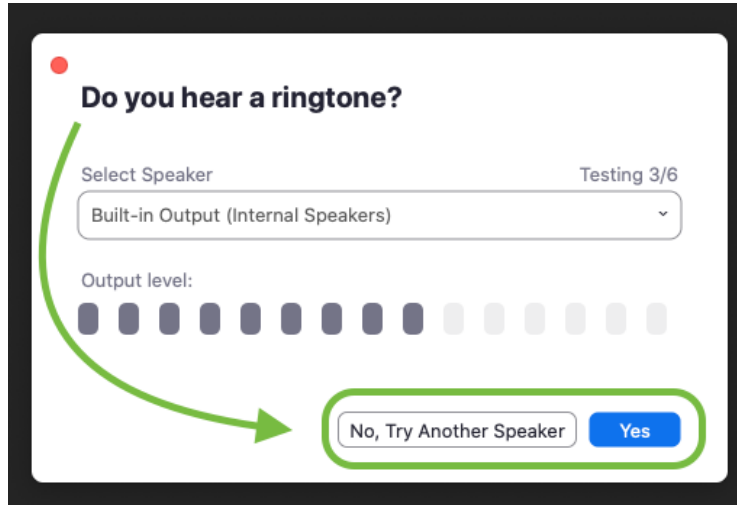 Do you hear a ringtone?
Select Speaker Testing 3/6
Built-in Output (Internal Speakers)
Output level:
No, Try Another Speaker Yes